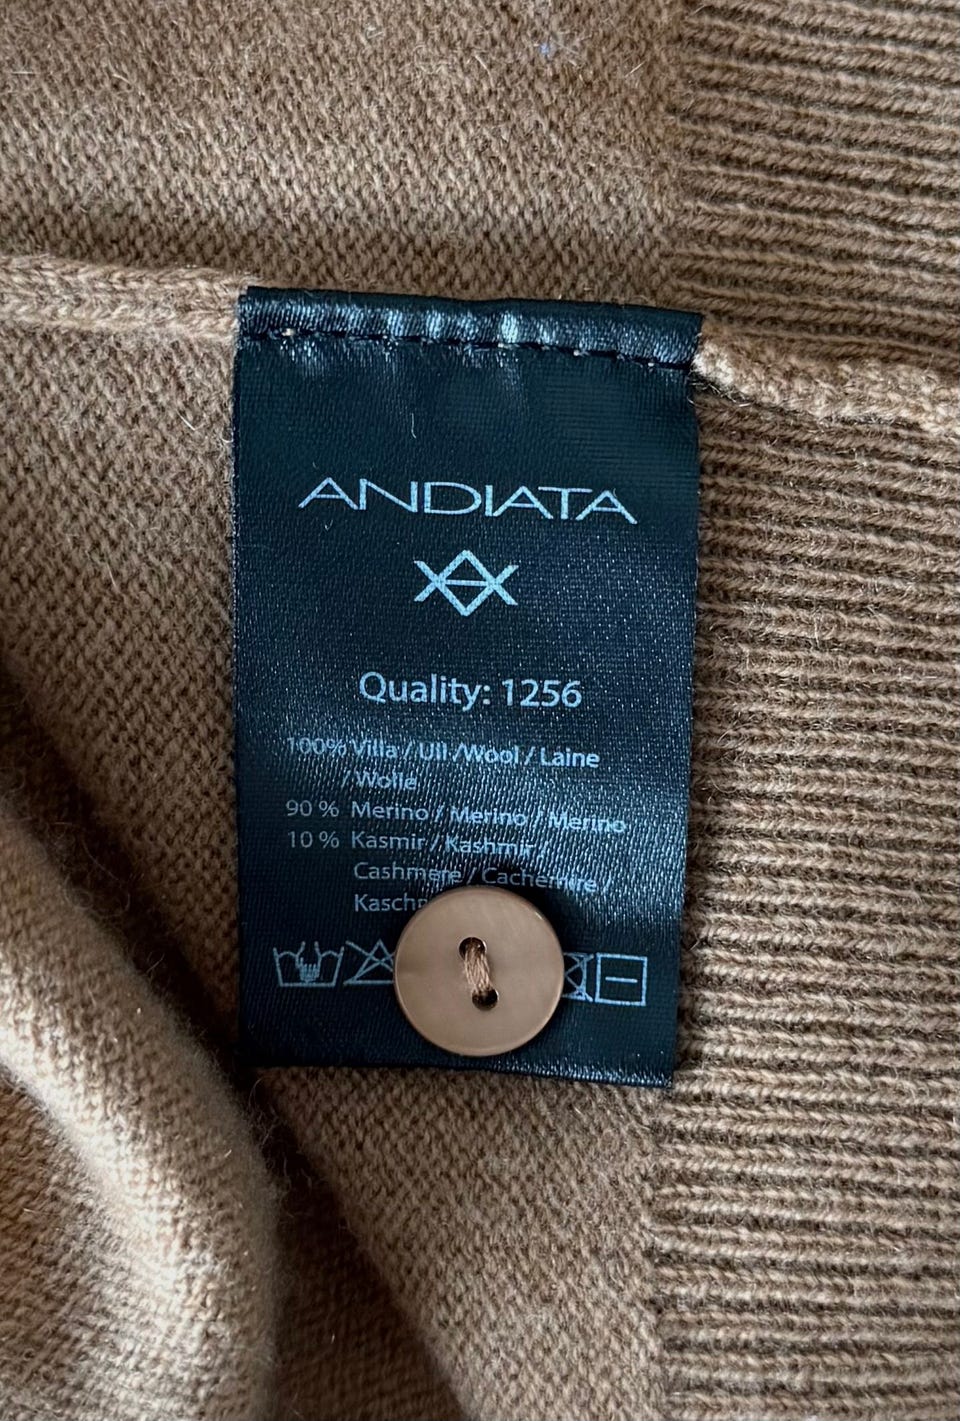 ANDIATA
Quality: 1256
100% Villa / Ull /Wool / Laine
/ Wolle
90 % Merino / Merino / Merino
10 % Kasmir / Kashmir /
Cashmere / Cachemire /